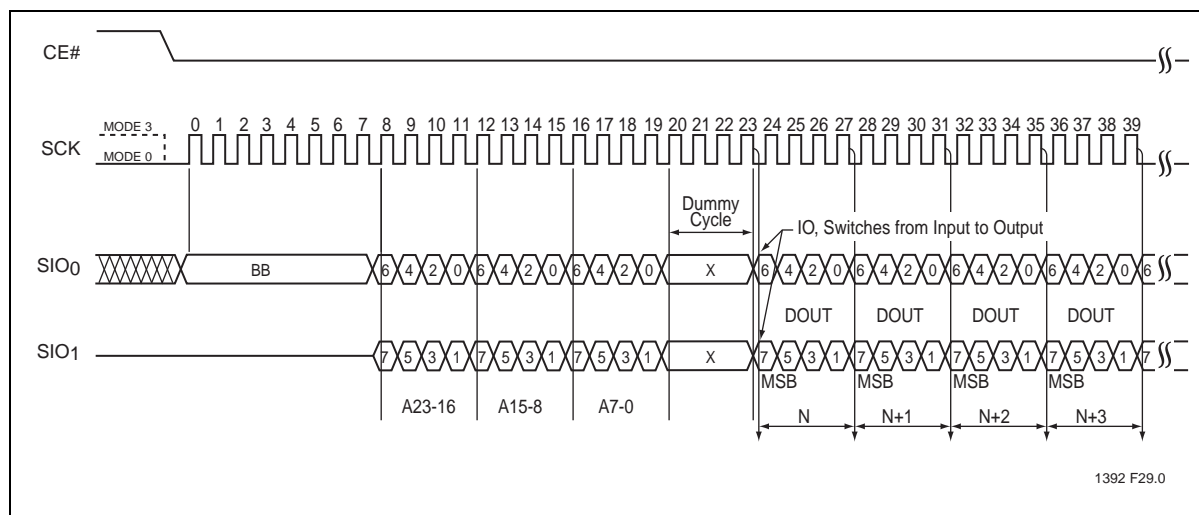 CE#
MODE 3
0 1 2 3 4 5 6 7 8 9 10 11 12 13 14 15 16 17 18 19 20 21 22 23 24 25 26 27 28 29 30 31 32 33 34 35 36 37 38 39
SCK
MODE 0
Dummy
Cycle
IO, Switches from Input to Output
SIO0 BB 6 4 2 0 6 4 2 0 6 4 2 0 X 6 4 2 0 6 4 2 0 6 4 2 0 6 4 2 0 6
DOUT DOUT DOUT DOUT
SIO1 7 5 3 1 7 5 3 1 7 5 3 1 X 7 5 3 1 7 5 3 1 7 5 3 1 7 5 3 1 7
MSB MSB MSB MSB
A23-16 A15-8 A7-0
N N+1 N+2 N+3
1392 F29.0